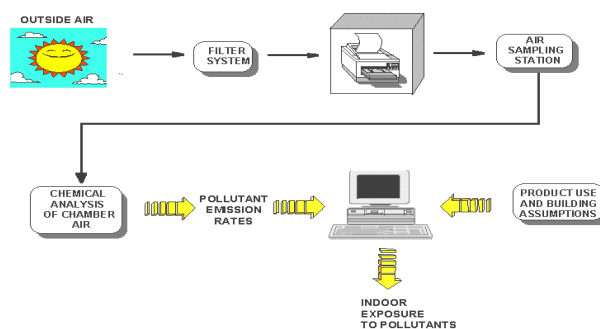 OUTSIDE AIR
FILTER
SYSTEM
AIR
SAMPLING
STATION
CHEMICAL
ANALYSIS
OF CHAMBER
AIR
POLLUTANT
EMISSION
RATES
PRODUCT USE
AND BUILDING
ASSUMPTIONS
INDOOR
EXPOSURE
TO POLLUTANTS